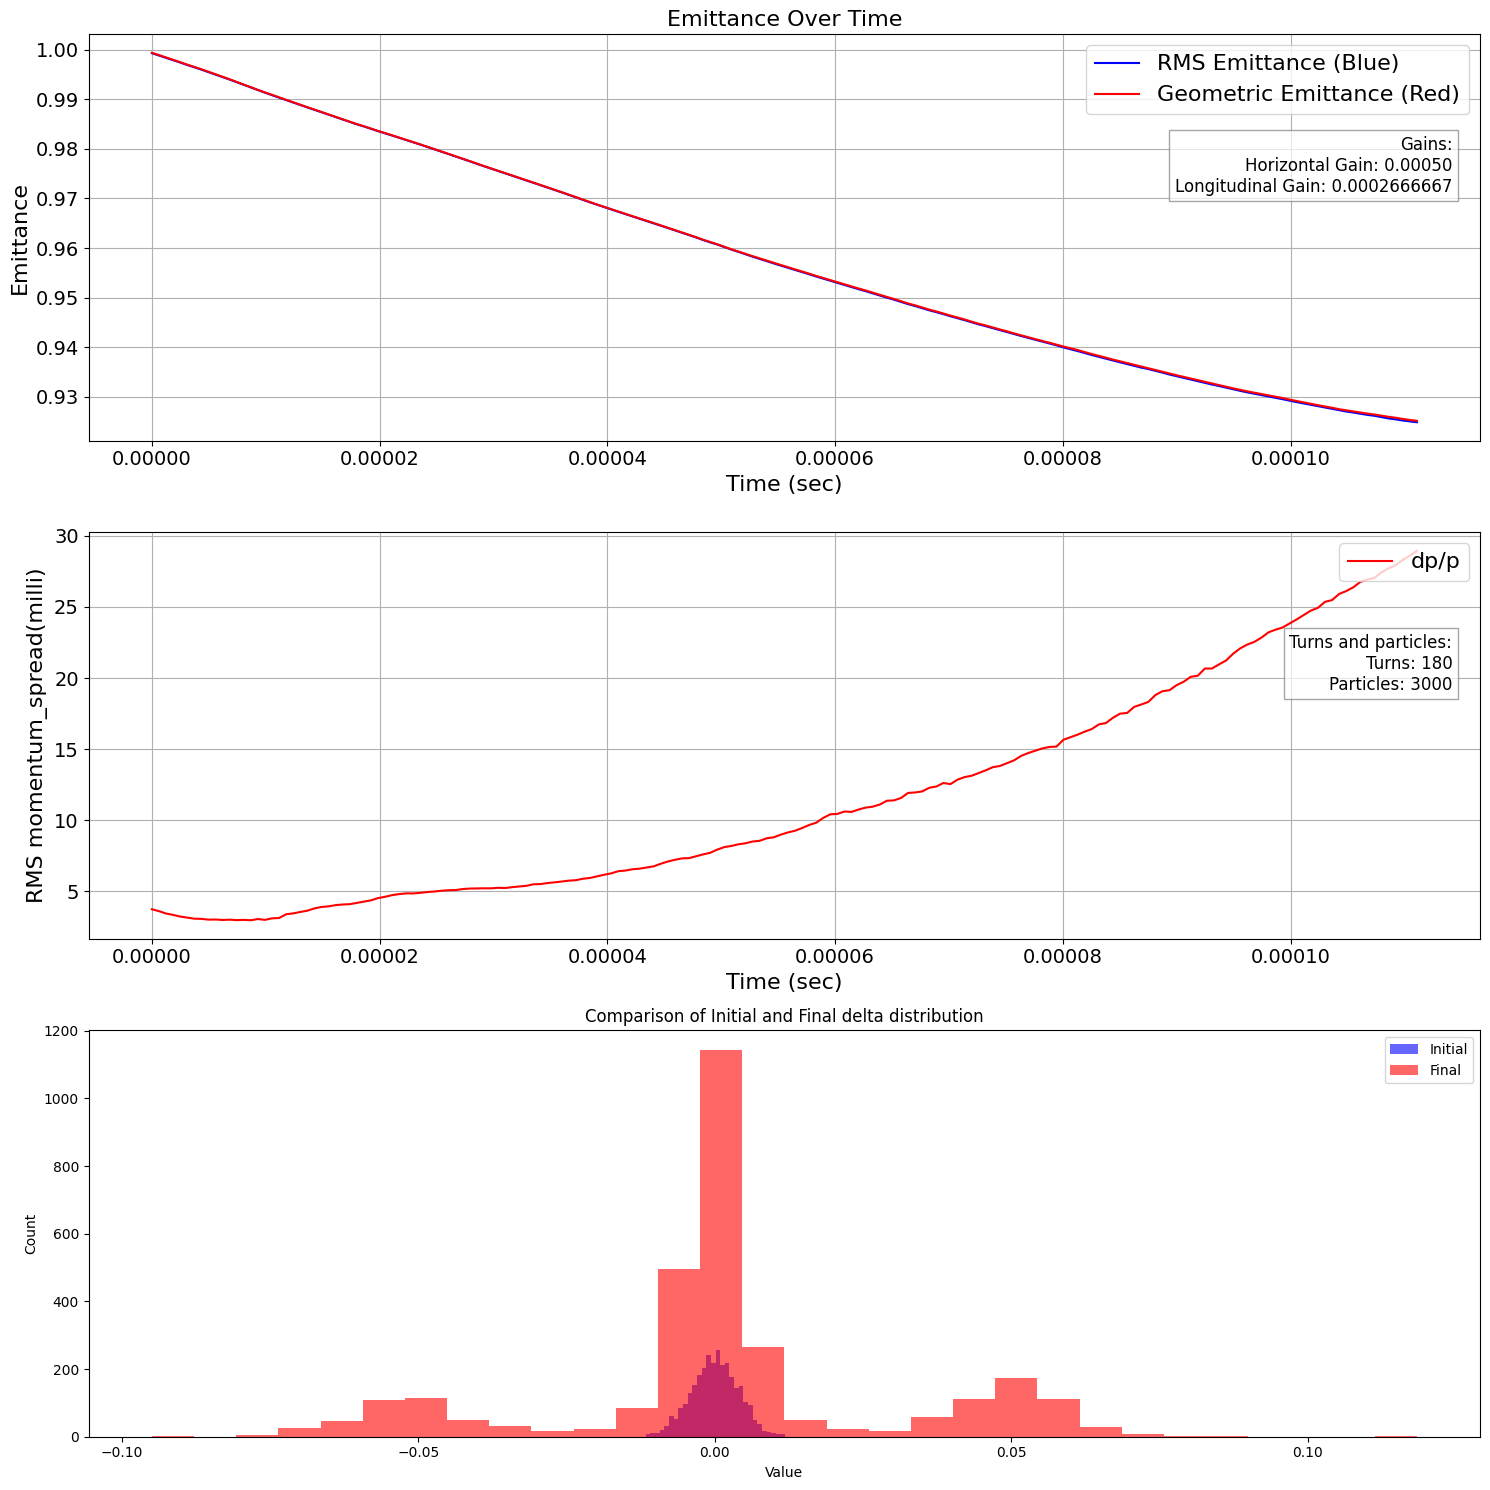 Emittance Over Time
1.00
0.99
0.98
0.97
0.96
0.95
0.94
0.93
Emittance
RMS Emittance (Blue)
Geometric Emittance (Red)
Gains:
Horizontal Gain: 0.00050
Longitudinal Gain: 0.0002666667
0.00000 0.00002 0.00004 0.00006 0.00008 0.00010
Time (sec)
30
25
20
15
10
5
RMS momentum_spread(milli)
dp/p
Turns and particles:
Turns: 180
Particles: 3000
0.00000 0.00002 0.00004 0.00006 0.00008 0.00010
Time (sec)
Comparison of Initial and Final delta distribution
1200
1000
800
600
400
200
0
Count
Initial
Final
−0.10 −0.05 0.00 0.05 0.10
Value